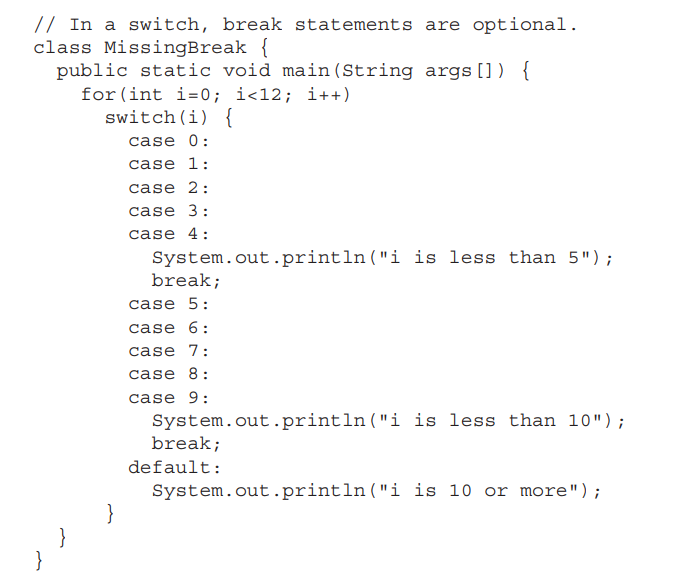 // In a switch, break statements are optional.
class MissingBreak {
  public static void main(String args[]) {
    for(int i=0; i<12; i++)
      switch(i) {
        case 0:
        case 1:
        case 2:
        case 3:
        case 4:
          System.out.println("i is less than 5");
          break;
        case 5:
        case 6:
        case 7:
        case 8:
        case 9:
          System.out.println("i is less than 10");
          break;
        default:
          System.out.println("i is 10 or more");
      }
  }
}